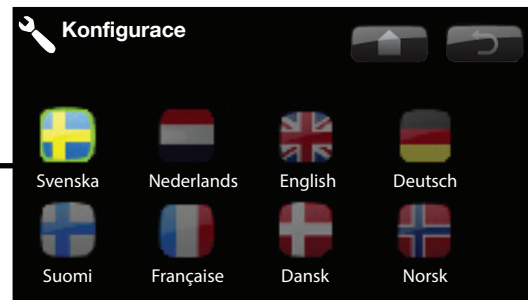 Konfigurace
Svenska Nederlands English Deutsch
Suomi Française Dansk Norsk